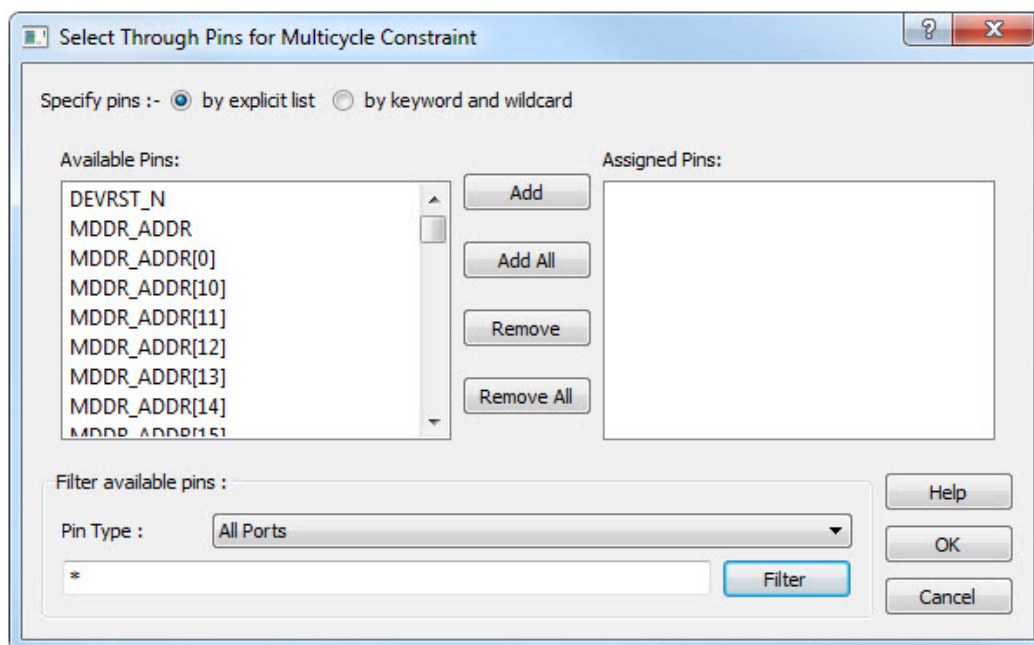 Select Through Pins for Multicycle Constraint
Specify pins :- by explicit list by keyword and wildcard
Available Pins:
DEVRST_N
MDDR_ADDR
MDDR_ADDR[0]
MDDR_ADDR[10]
MDDR_ADDR[11]
MDDR_ADDR[12]
MDDR_ADDR[13]
MDDR_ADDR[14]
MDDR_ADDR[15]
Add
Add All
Remove
Remove All
Assigned Pins:
Filter available pins :
Pin Type : All Ports
*
Filter
Help
OK
Cancel